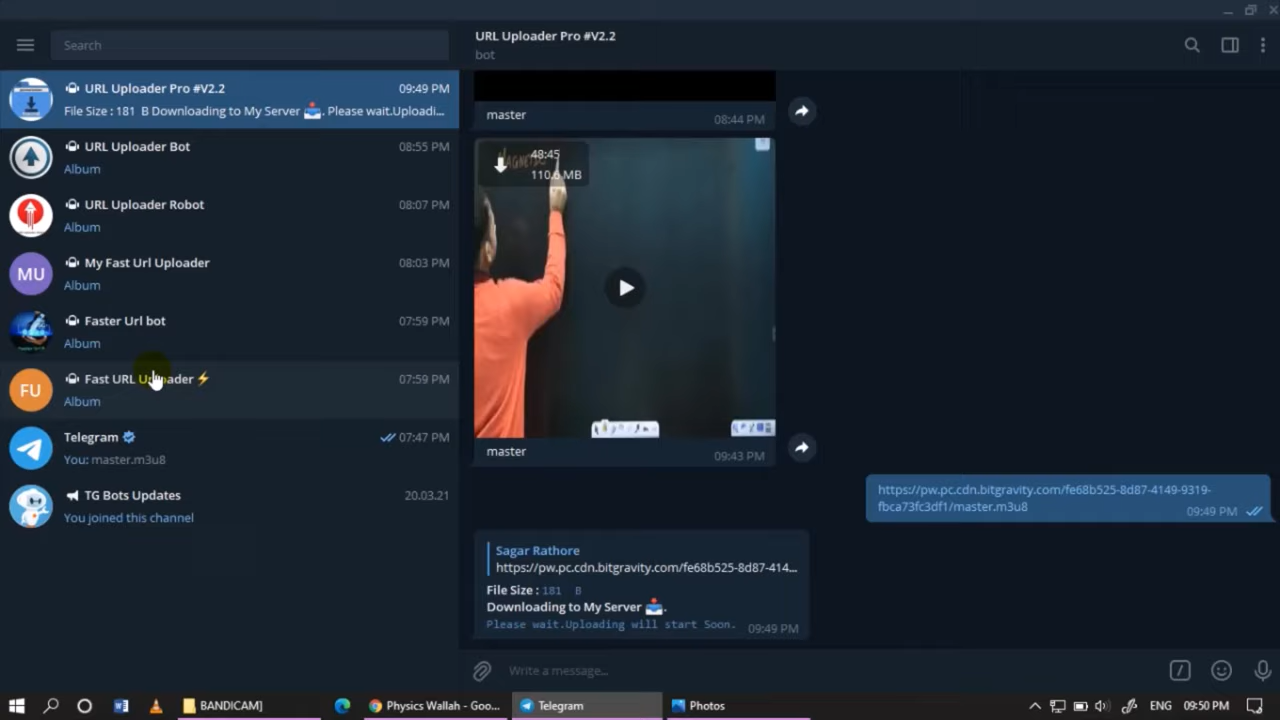 Search
URL Uploader Pro #V2.2
09:49 PM
File Size : 181 B Downloading to My Server 📥. Please wait.Uploadi...
URL Uploader Bot
08:55 PM
Album
URL Uploader Robot
08:07 PM
Album
My Fast Url Uploader
08:03 PM
Album
MU
Faster Url bot
07:59 PM
Album
Fast URL Uploader ⚡
07:59 PM
Album
FU
Telegram
07:47 PM
You: master.m3u8
TG Bots Updates
20.03.21
You joined this channel
URL Uploader Pro #V2.2
bot
master
08:44 PM
48:45
110.6 MB
master
09:43 PM
https://pw.pc.cdn.bitgravity.com/fe68b525-8d87-4149-9319-
fbca73fc3df1/master.m3u8
09:49 PM
Sagar Rathore
https://pw.pc.cdn.bitgravity.com/fe68b525-8d87-414...
File Size : 181 B
Downloading to My Server 📥.
Please wait.Uploading will start Soon.
09:49 PM
Write a message...
BANDICAM]
Physics Wallah - Goo...
Telegram
Photos
ENG
09:50 PM